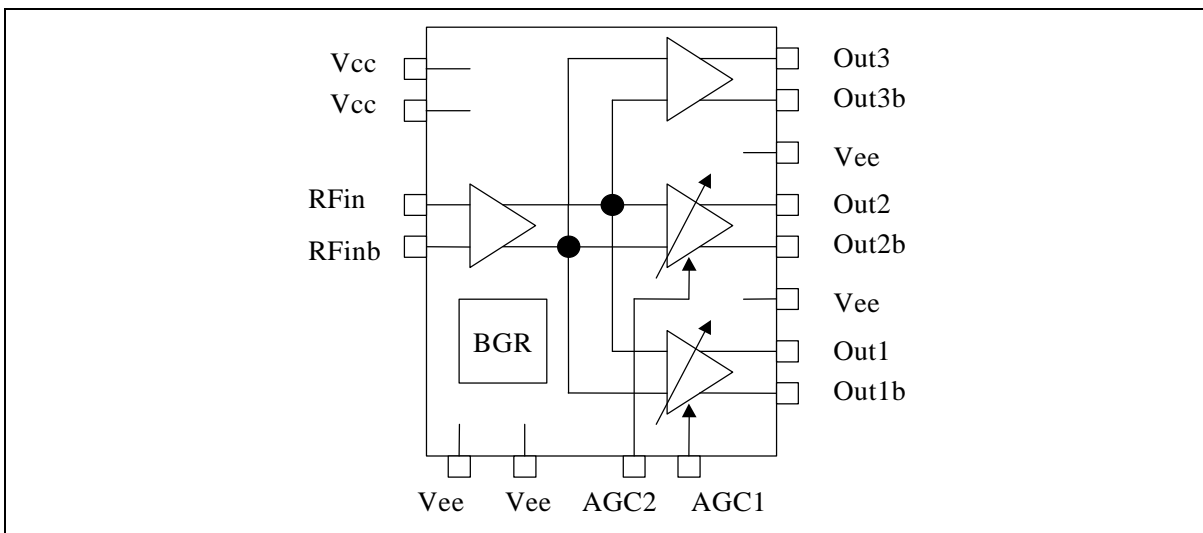 Vcc
Vcc
RFin
RFinb
BGR
Out3
Out3b
Vee
Out2
Out2b
Vee
Out1
Out1b
Vee
Vee
AGC2
AGC1